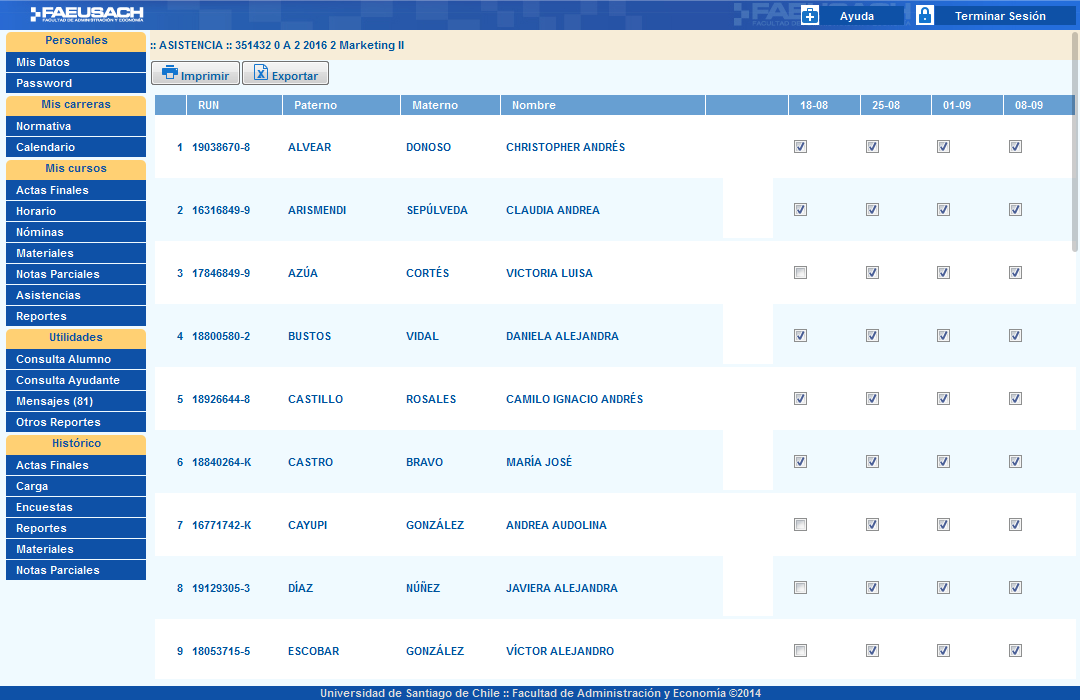 FAEUSACH
FACULTAD DE ADMINISTRACIÓN Y ECONOMÍA
Ayuda
Terminar Sesión
Personales
Mis Datos
Password
Mis carreras
Normativa
Calendario
Mis cursos
Actas Finales
Horario
Nóminas
Materiales
Notas Parciales
Asistencias
Reportes
Utilidades
Consulta Alumno
Consulta Ayudante
Mensajes (81)
Otros Reportes
Histórico
Actas Finales
Carga
Encuestas
Reportes
Materiales
Notas Parciales
:: ASISTENCIA :: 351432 0 A 2 2016 2 Marketing II
Imprimir Exportar
RUN Paterno Materno Nombre 18-08 25-08 01-09 08-09
1 19038670-8 ALVEAR DONOSO CHRISTOPHER ANDRÉS
2 16316849-9 ARISMENDI SEPÚLVEDA CLAUDIA ANDREA
3 17846849-9 AZÚA CORTÉS VICTORIA LUISA
4 18800580-2 BUSTOS VIDAL DANIELA ALEJANDRA
5 18926644-8 CASTILLO ROSALES CAMILO IGNACIO ANDRÉS
6 18840264-K CASTRO BRAVO MARÍA JOSÉ
7 16771742-K CAYUPI GONZÁLEZ ANDREA AUDOLINA
8 19129305-3 DÍAZ NÚÑEZ JAVIERA ALEJANDRA
9 18053715-5 ESCOBAR GONZÁLEZ VÍCTOR ALEJANDRO
Universidad de Santiago de Chile :: Facultad de Administración y Economía ©2014